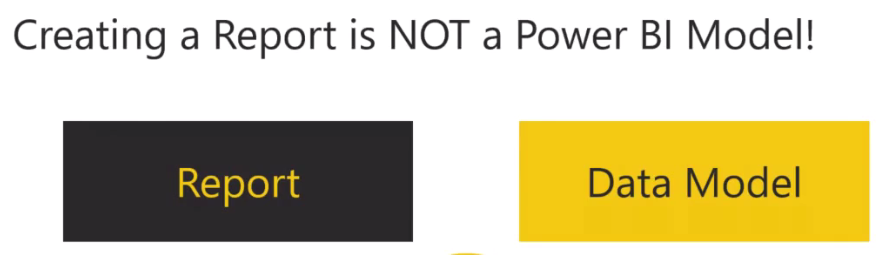 Creating a Report is NOT a Power BI Model!
Report
Data Model